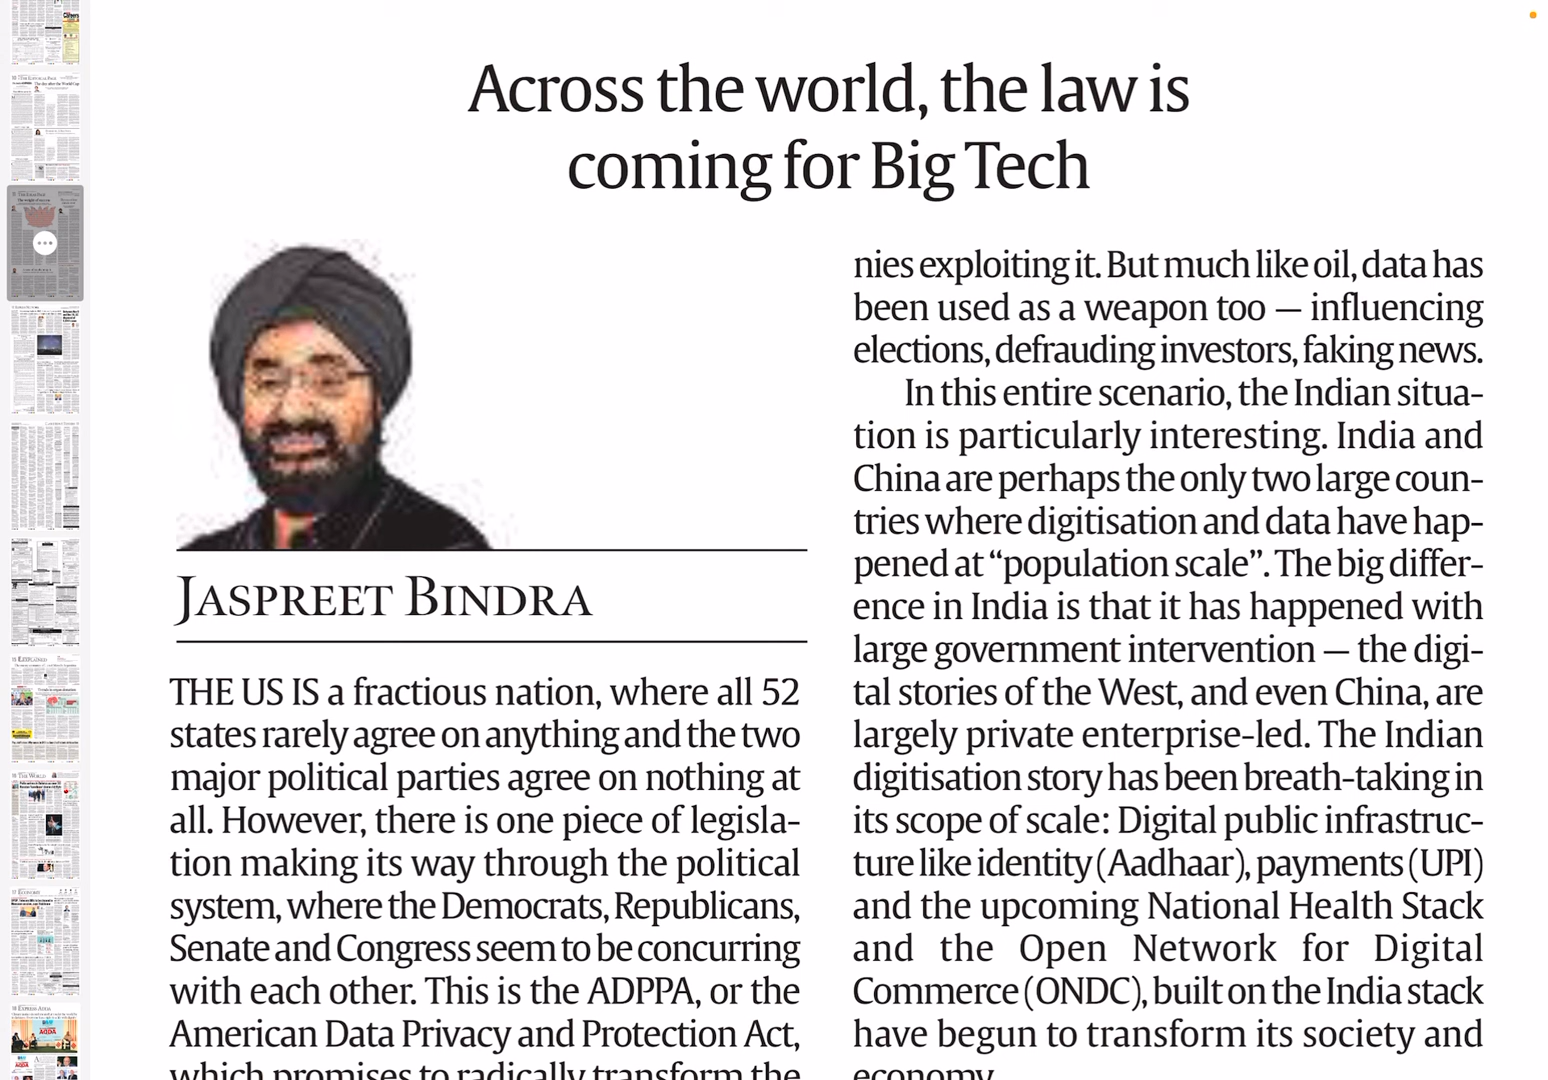 Across the world, the law is
coming for Big Tech
JASPREET BINDRA
THE US IS a fractious nation, where all 52
states rarely agree on anything and the two
major political parties agree on nothing at
all. However, there is one piece of legisla-
tion making its way through the political
system, where the Democrats, Republicans,
Senate and Congress seem to be concurring
with each other. This is the ADPPA, or the
American Data Privacy and Protection Act,
which promises to radically transform the
nies exploiting it. But much like oil, data has
been used as a weapon too — influencing
elections, defrauding investors, faking news.
In this entire scenario, the Indian situa-
tion is particularly interesting. India and
China are perhaps the only two large coun-
tries where digitisation and data have hap-
pened at “population scale”. The big differ-
ence in India is that it has happened with
large government intervention — the digi-
tal stories of the West, and even China, are
largely private enterprise-led. The Indian
digitisation story has been breath-taking in
its scope of scale: Digital public infrastruc-
ture like identity (Aadhaar), payments (UPI)
and the upcoming National Health Stack
and the Open Network for Digital
Commerce (ONDC), built on the India stack
have begun to transform its society and
economy.